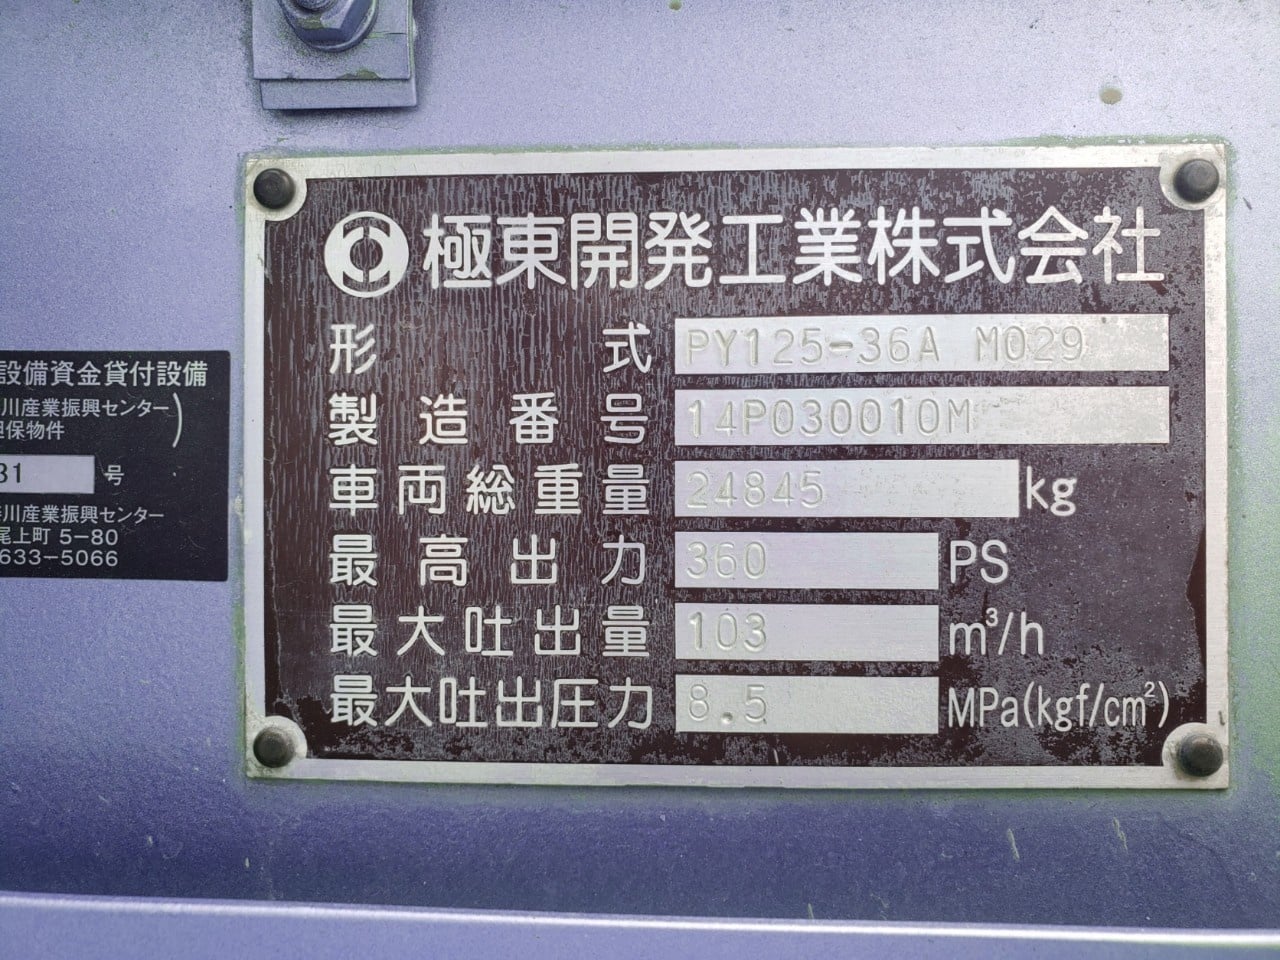 極東開発工業株式会社
形式 PY125-36A M029
製造番号 14P030010M
車両総重量 24845 kg
最高出力 360 PS
最大吐出量 103 m³/h
最大吐出圧力 8.5 MPa(kgf/cm²)
設備資金貸付設備
川産業振興センター)
担保物件
31 号
川産業振興センター
尾上町 5-80
633-5066